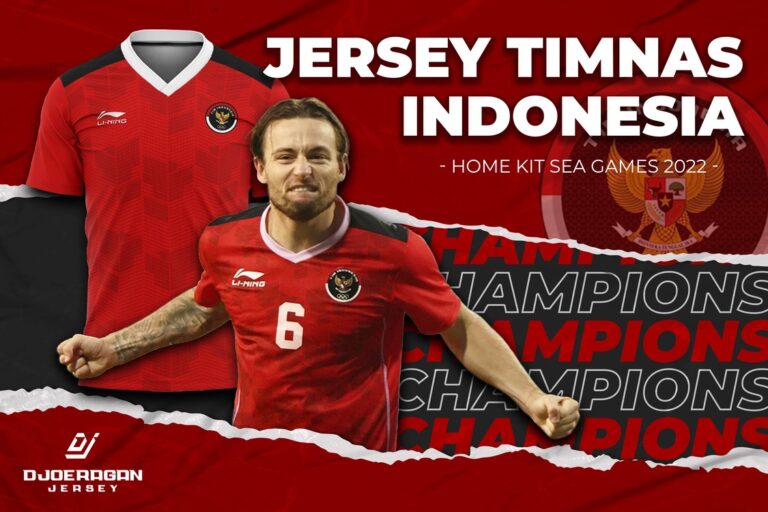 JERSEY TIMNAS
INDONESIA
- HOME KIT SEA GAMES 2022 -
LI-NING
LI-NING
6
CHAMPIONS
CHAMPIONS
CHAMPIONS
CHAMPIONS
CHAMPIONS
DJOERAGAN
JERSEY